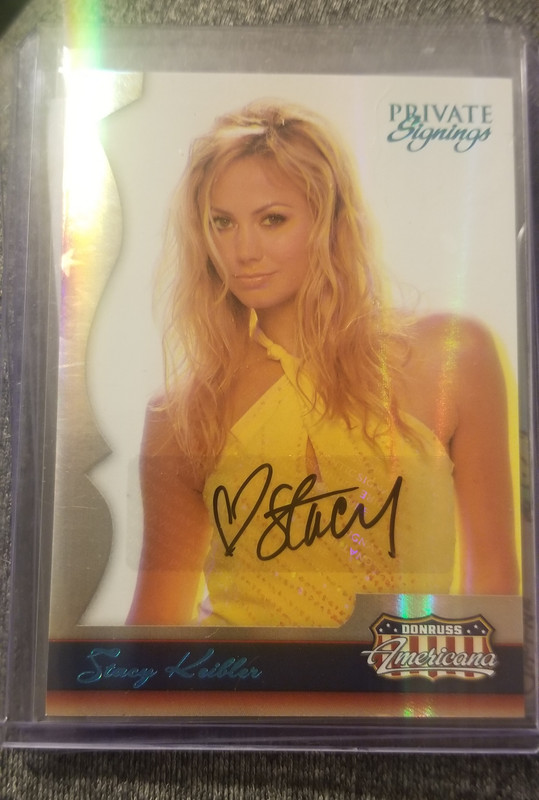 PRIVATE
Signings
Stacy
Stacy Keibler
DONRUSS
Americana